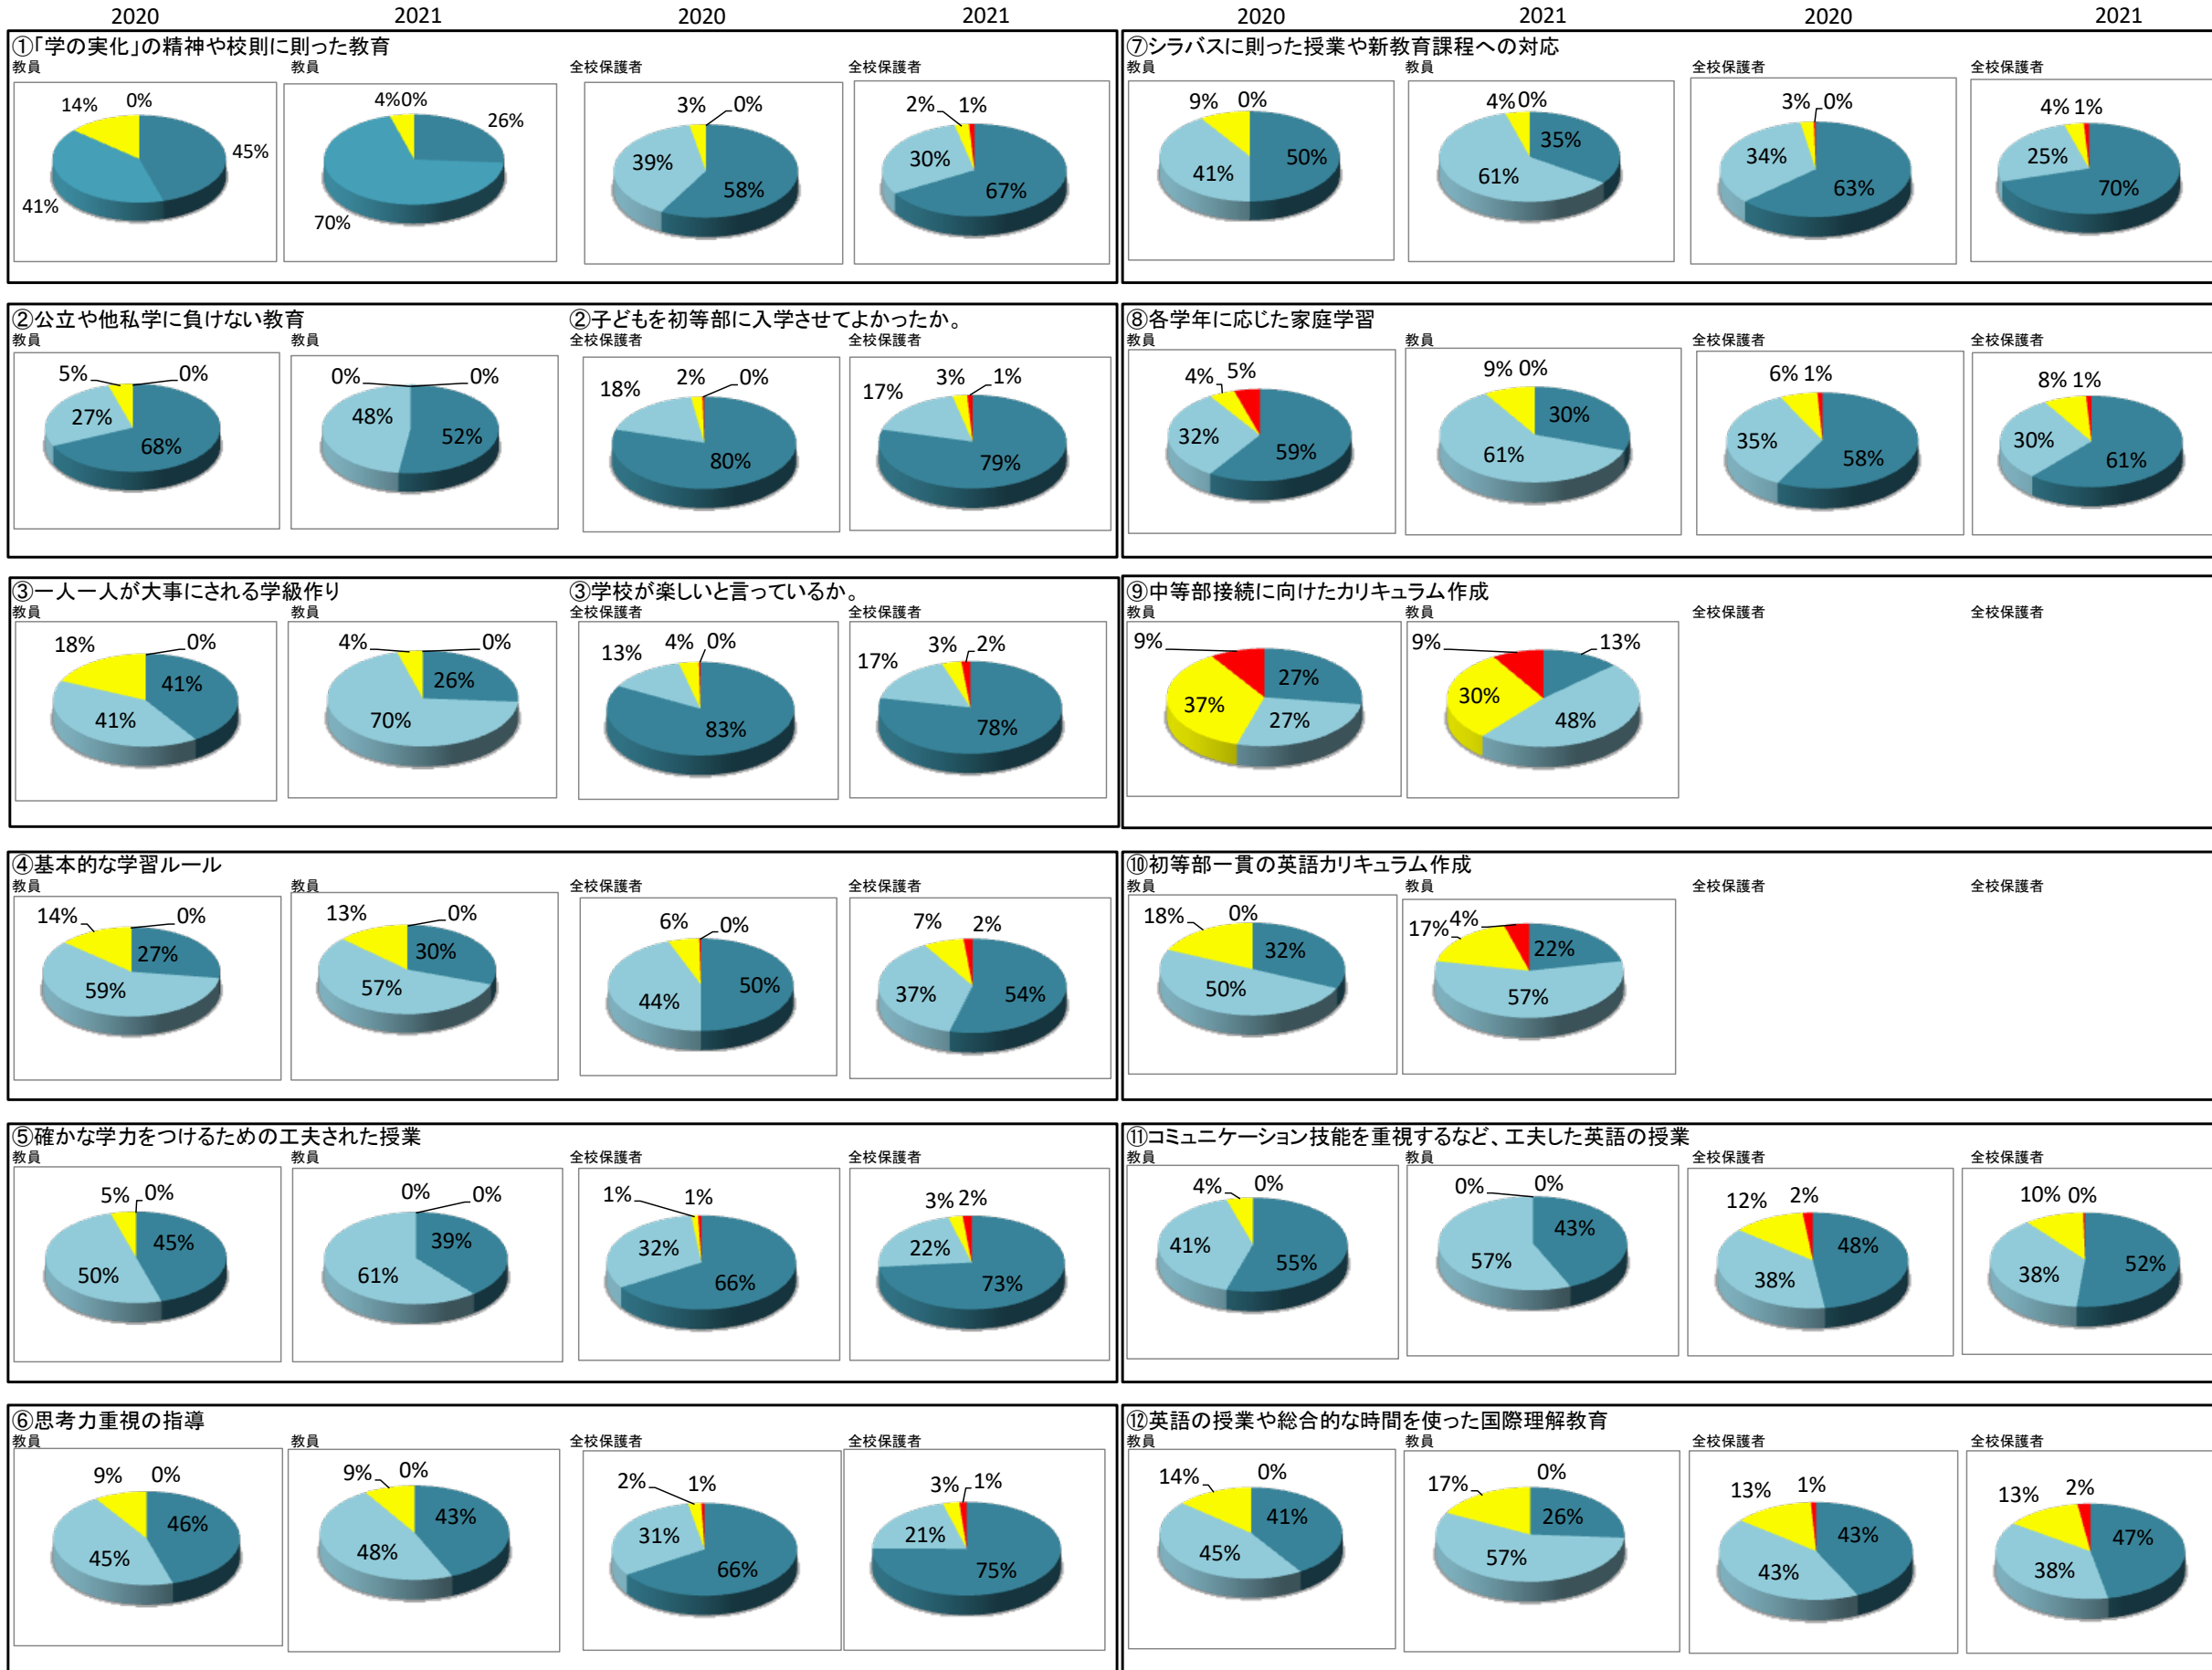 2020 2021 2020 2021 2020 2021 2020 2021
①「学の実化」の精神や校則に則った教育
教員 教員 全校保護者 全校保護者
14% 0% 45% 41%
4% 0% 26% 70%
3% 0% 39% 58%
2% 1% 30% 67%
⑦シラバスに則った授業や新教育課程への対応
教員 教員 全校保護者 全校保護者
9% 0% 41% 50%
4% 0% 35% 61%
3% 0% 34% 63%
4% 1% 25% 70%
②公立や他私学に負けない教育 ②子どもを初等部に入学させてよかったか。
教員 教員 全校保護者 全校保護者
5% 0% 27% 68%
0% 0% 48% 52%
18% 2% 0% 80%
17% 3% 1% 79%
⑧各学年に応じた家庭学習
教員 教員 全校保護者 全校保護者
4% 5% 32% 59%
9% 0% 30% 61%
6% 1% 35% 58%
8% 1% 30% 61%
③一人一人が大事にされる学級作り ③学校が楽しいと言っているか。
教員 教員 全校保護者 全校保護者
18% 0% 41% 41%
4% 0% 26% 70%
13% 4% 0% 83%
17% 3% 2% 78%
⑨中等部接続に向けたカリキュラム作成
教員 教員 全校保護者 全校保護者
9% 27% 37% 27%
9% 13% 30% 48%
④基本的な学習ルール
教員 教員 全校保護者 全校保護者
14% 0% 27% 59%
13% 0% 30% 57%
6% 0% 44% 50%
7% 2% 37% 54%
⑩初等部一貫の英語カリキュラム作成
教員 教員 全校保護者 全校保護者
18% 0% 32% 50%
17% 4% 22% 57%
⑤確かな学力をつけるための工夫された授業
教員 教員 全校保護者 全校保護者
5% 0% 45% 50%
0% 0% 39% 61%
1% 1% 32% 66%
3% 2% 22% 73%
⑪コミュニケーション技能を重視するなど、工夫した英語の授業
教員 教員 全校保護者 全校保護者
4% 0% 41% 55%
0% 0% 43% 57%
12% 2% 48% 38%
10% 0% 38% 52%
⑥思考力重視の指導
教員 教員 全校保護者 全校保護者
9% 0% 46% 45%
9% 0% 43% 48%
2% 1% 31% 66%
3% 1% 21% 75%
⑫英語の授業や総合的な時間を使った国際理解教育
教員 教員 全校保護者 全校保護者
14% 0% 41% 45%
17% 0% 26% 57%
13% 1% 43% 43%
13% 2% 47% 38%